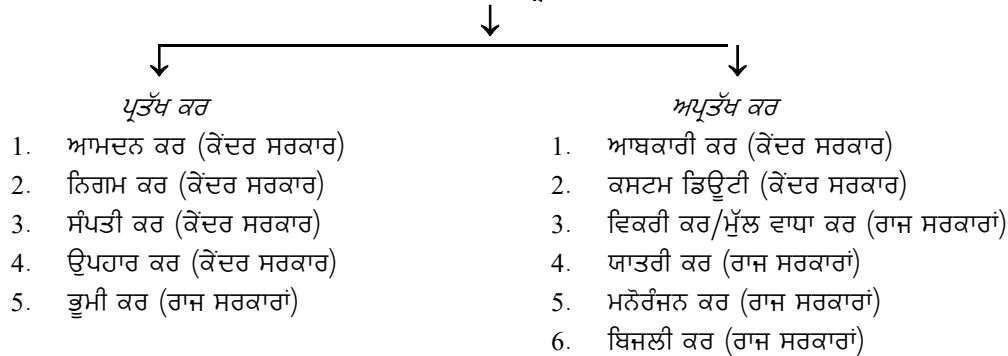 ਪ੍ਰਤੱਖ ਕਰ
1. ਆਮਦਨ ਕਰ (ਕੇਂਦਰ ਸਰਕਾਰ)
2. ਨਿਗਮ ਕਰ (ਕੇਂਦਰ ਸਰਕਾਰ)
3. ਸੰਪਤੀ ਕਰ (ਕੇਂਦਰ ਸਰਕਾਰ)
4. ਉਪਹਾਰ ਕਰ (ਕੇਂਦਰ ਸਰਕਾਰ)
5. ਭੂਮੀ ਕਰ (ਰਾਜ ਸਰਕਾਰਾਂ)
ਅਪ੍ਰਤੱਖ ਕਰ
1. ਆਬਕਾਰੀ ਕਰ (ਕੇਂਦਰ ਸਰਕਾਰ)
2. ਕਸਟਮ ਡਿਊਟੀ (ਕੇਂਦਰ ਸਰਕਾਰ)
3. ਵਿਕਰੀ ਕਰ/ਮੁੱਲ ਵਾਧਾ ਕਰ (ਰਾਜ ਸਰਕਾਰਾਂ)
4. ਯਾਤਰੀ ਕਰ (ਰਾਜ ਸਰਕਾਰਾਂ)
5. ਮਨੋਰੰਜਨ ਕਰ (ਰਾਜ ਸਰਕਾਰਾਂ)
6. ਬਿਜਲੀ ਕਰ (ਰਾਜ ਸਰਕਾਰਾਂ)